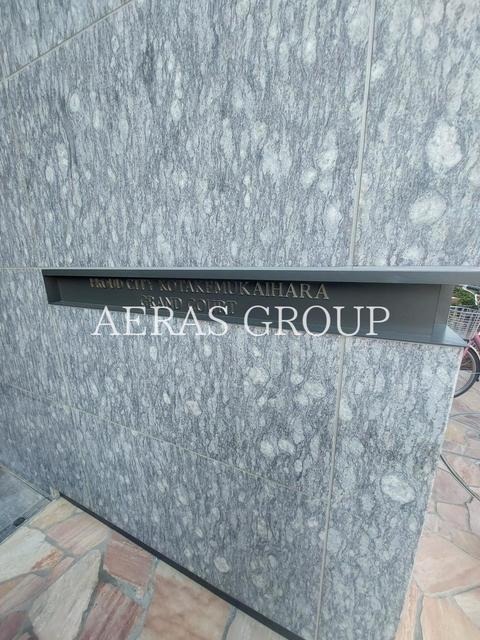 PROUD CITY KOTAKEMUKAIHARA
GRAND COURT
AERAS GROUP